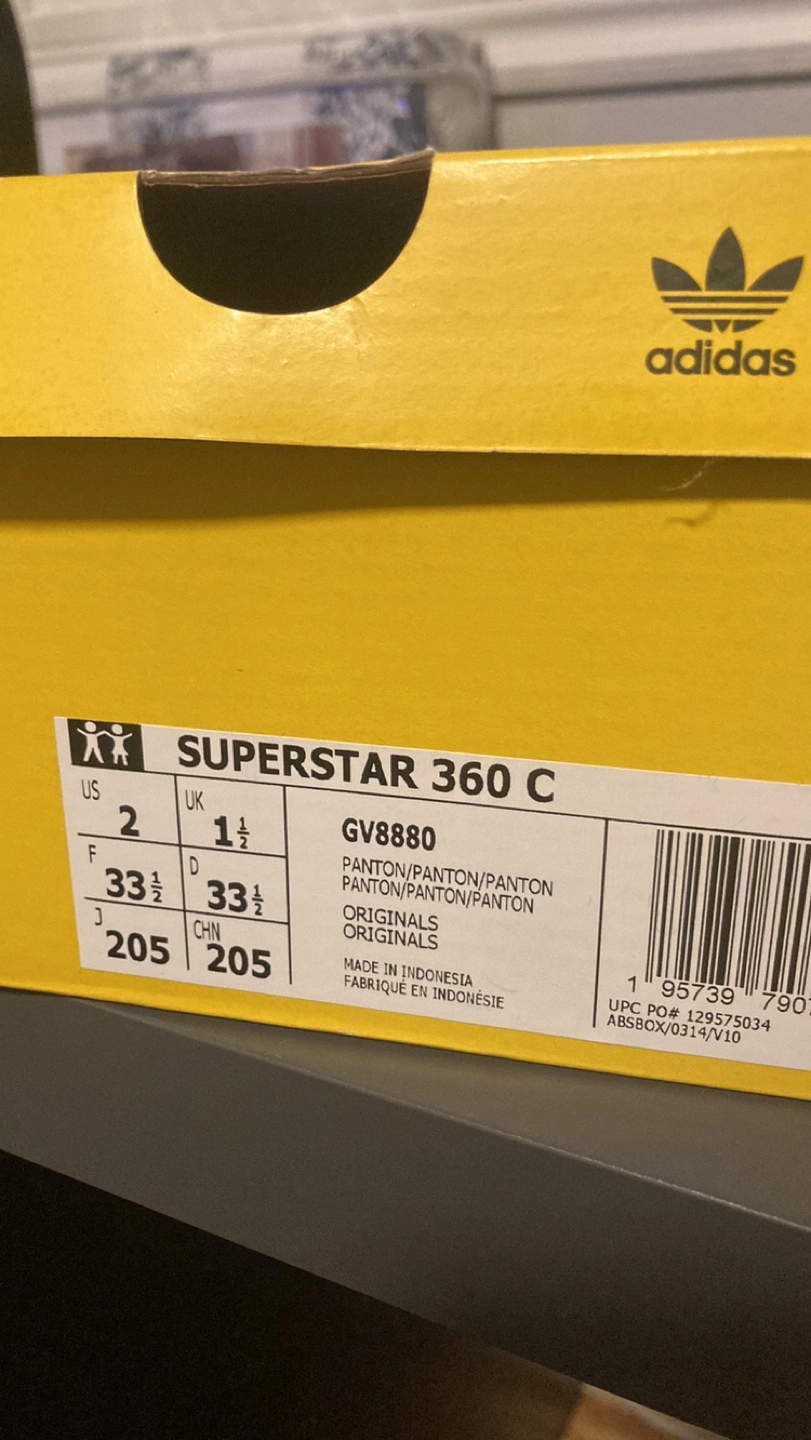 adidas
SUPERSTAR 360 C
US 2 UK 1½
F 33½ D 33½
J 205 CHN 205
GV8880
PANTON/PANTON/PANTON
PANTON/PANTON/PANTON
ORIGINALS
ORIGINALS
MADE IN INDONESIA
FABRIQUÉ EN INDONÉSIE
1 95739 790
UPC PO# 129575034
ABSBOX/0314/V10